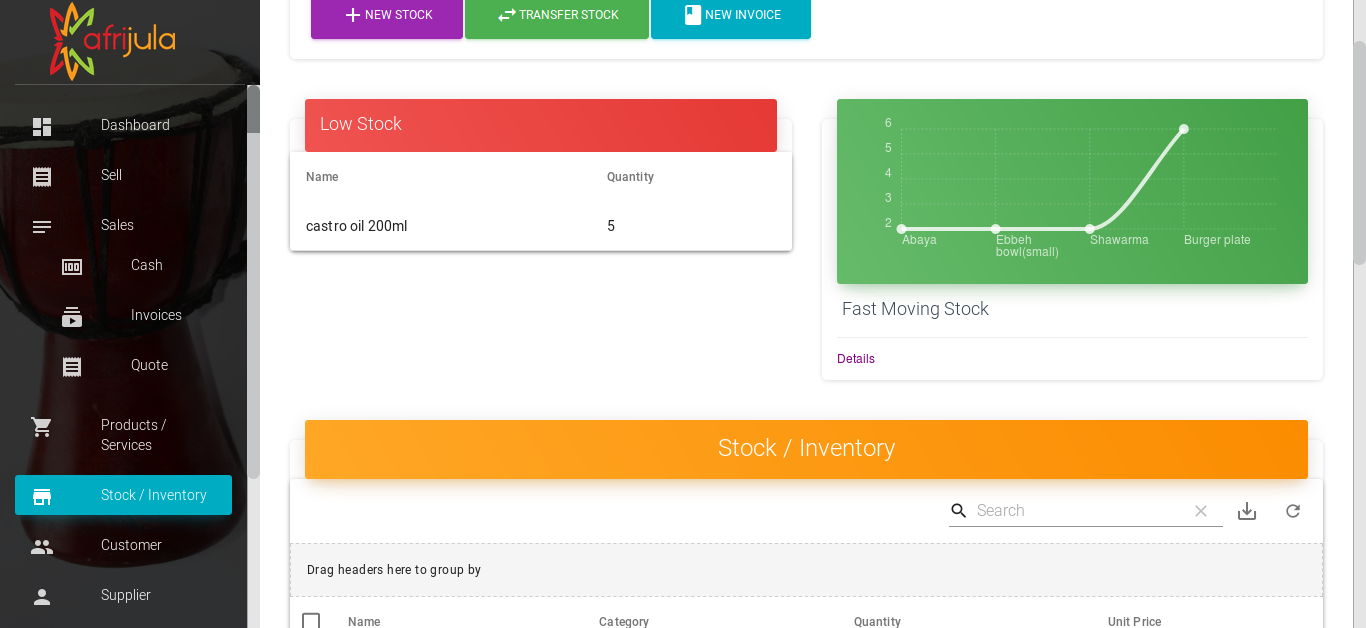 afrijula
Dashboard
Sell
Sales
Cash
Invoices
Quote
Products /
Services
Stock / Inventory
Customer
Supplier
NEW STOCK
TRANSFER STOCK
NEW INVOICE
Low Stock
Name Quantity
castro oil 200ml 5
6
5
4
3
2
Abaya
Ebbeh
bowl(small)
Shawarma
Burger plate
Fast Moving Stock
Details
Stock / Inventory
Search
Drag headers here to group by
Name Category Quantity Unit Price